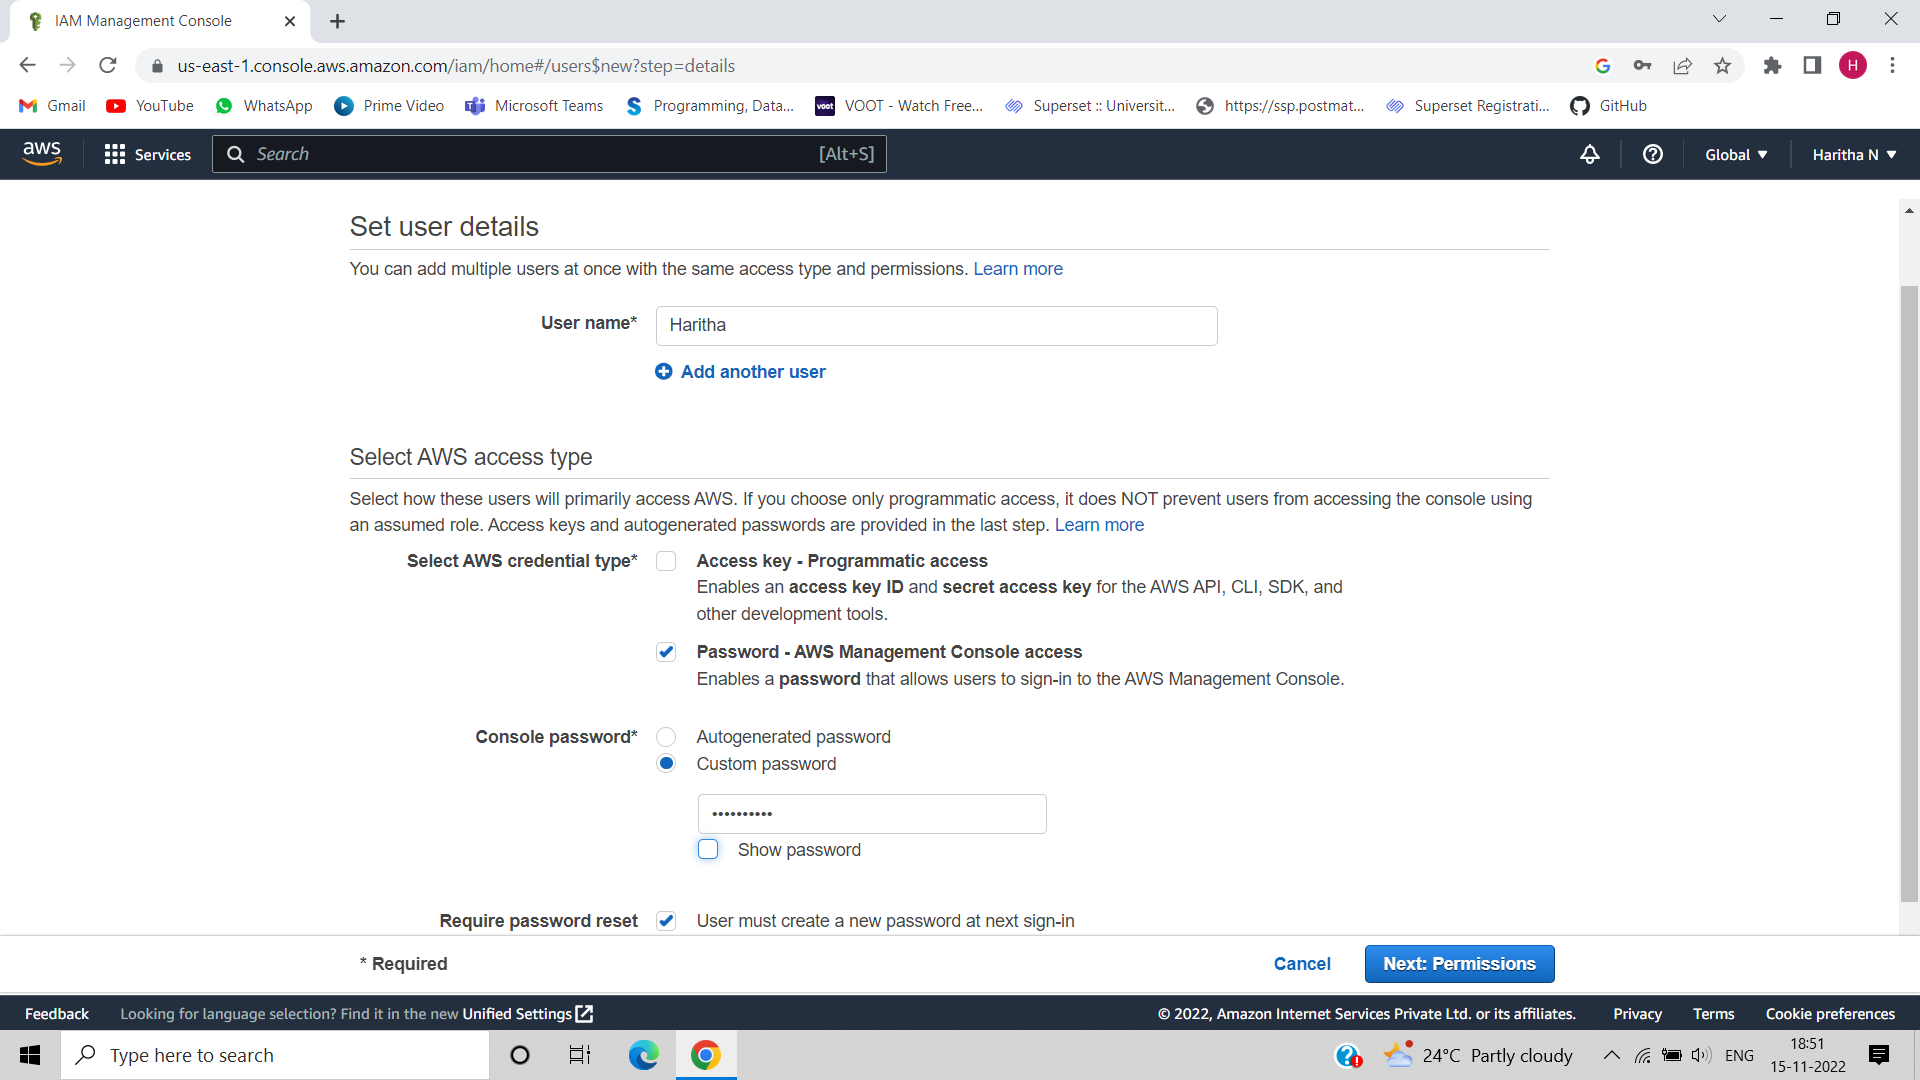 IAM Management Console
us-east-1.console.aws.amazon.com/iam/home#/users$new?step=details
H
Gmail
YouTube
WhatsApp
Prime Video
Microsoft Teams
Programming, Data...
voot
VOOT - Watch Free...
Superset :: Universit...
https://ssp.postmat...
Superset Registrati...
GitHub
aws
Services
Search
[Alt+S]
Global
Haritha N
Set user details
You can add multiple users at once with the same access type and permissions. Learn more
User name*
Haritha
Add another user
Select AWS access type
Select how these users will primarily access AWS. If you choose only programmatic access, it does NOT prevent users from accessing the console using
an assumed role. Access keys and autogenerated passwords are provided in the last step. Learn more
Select AWS credential type*
Access key - Programmatic access
Enables an access key ID and secret access key for the AWS API, CLI, SDK, and
other development tools.
Password - AWS Management Console access
Enables a password that allows users to sign-in to the AWS Management Console.
Console password*
Autogenerated password
Custom password
••••••••••
Show password
Require password reset
User must create a new password at next sign-in
* Required
Cancel
Next: Permissions
Feedback
Looking for language selection? Find it in the new Unified Settings
© 2022, Amazon Internet Services Private Ltd. or its affiliates.
Privacy
Terms
Cookie preferences
Type here to search
24°C Partly cloudy
ENG
18:51
15-11-2022